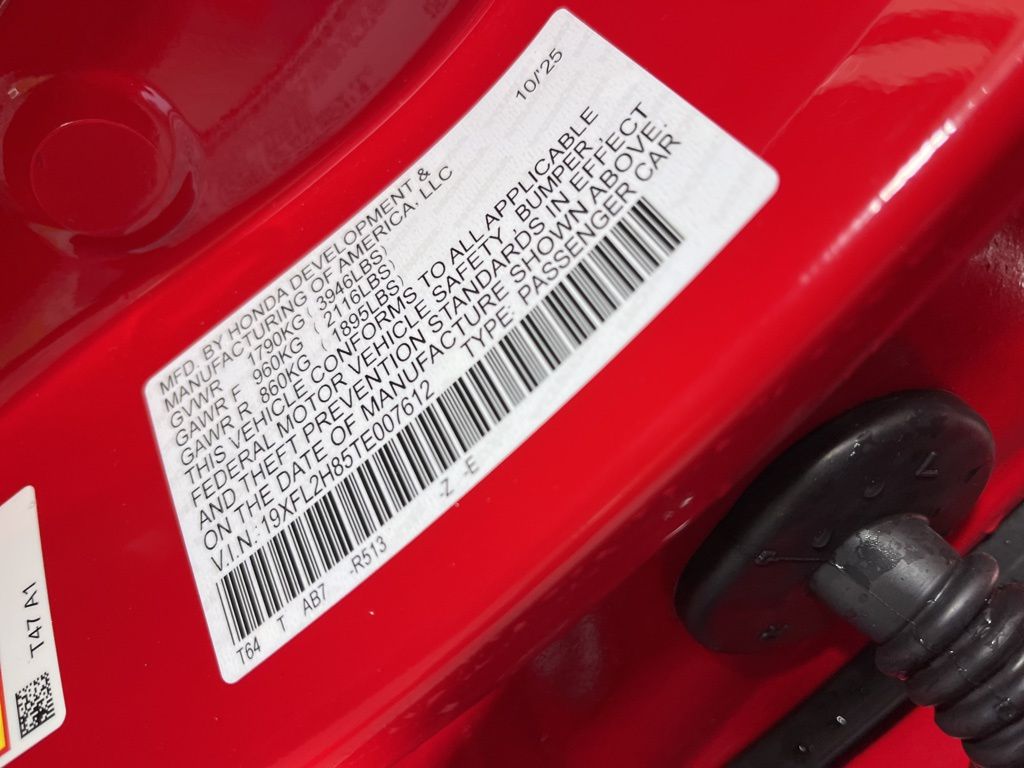 MFD. BY HONDA DEVELOPMENT &
MANUFACTURING OF AMERICA, LLC
10/'25
GVWR 1790KG ( 3946LBS)
GAWR F 960KG ( 2116LBS)
GAWR R 860KG ( 1895LBS)
THIS VEHICLE CONFORMS TO ALL APPLICABLE
FEDERAL MOTOR VEHICLE SAFETY, BUMPER,
AND THEFT PREVENTION STANDARDS IN EFFECT
ON THE DATE OF MANUFACTURE SHOWN ABOVE.
V.I.N: 19XFL2H85TE007612 TYPE: PASSENGER CAR
T64 T AB7 -R513 -Z -E
T47 A1